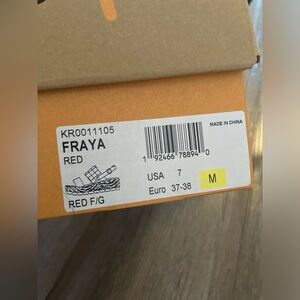 KR0011105
FRAYA
RED
RED F/G
MADE IN CHINA
1 92466 78894 0
USA 7
Euro 37-38
M